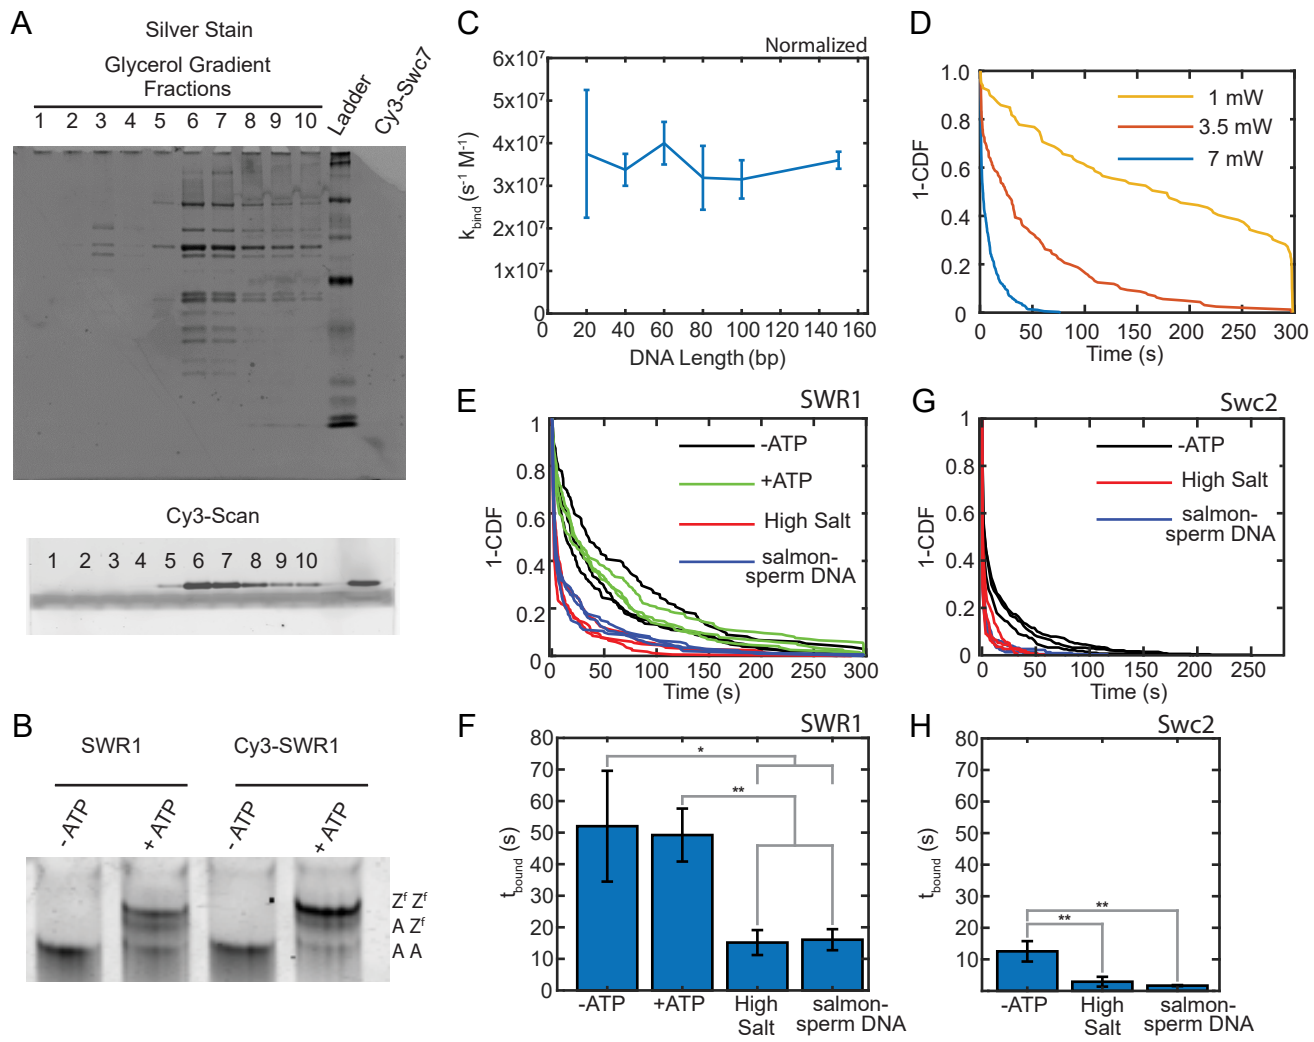 A
Silver Stain
Glycerol Gradient
Fractions
1 2 3 4 5 6 7 8 9 10 Ladder Cy3-Swc7
Cy3-Scan
1 2 3 4 5 6 7 8 9 10
B
SWR1 Cy3-SWR1
- ATP + ATP - ATP + ATP
Zᶠ Zᶠ
A Zᶠ
A A
C
Normalized
6x10⁷
5x10⁷
4x10⁷
3x10⁷
2x10⁷
1x10⁷
0
k_bind (s⁻¹ M⁻¹)
0 20 40 60 80 100 120 140 160
DNA Length (bp)
D
1.0
0.8
0.6
0.4
0.2
0
1-CDF
1 mW
3.5 mW
7 mW
0 50 100 150 200 250 300
Time (s)
E
SWR1
1
0.8
0.6
0.4
0.2
0
1-CDF
-ATP
+ATP
High Salt
salmon-
sperm DNA
0 50 100 150 200 250 300
Time (s)
G
Swc2
1
0.8
0.6
0.4
0.2
0
1-CDF
-ATP
High Salt
salmon-
sperm DNA
0 50 100 150 200 250
Time (s)
F
SWR1
80
70
60
50
40
30
20
10
0
t_bound (s)
*
**
-ATP +ATP High salmon-
Salt sperm DNA
H
Swc2
80
70
60
50
40
30
20
10
t_bound (s)
**
**
-ATP High salmon-
Salt sperm DNA